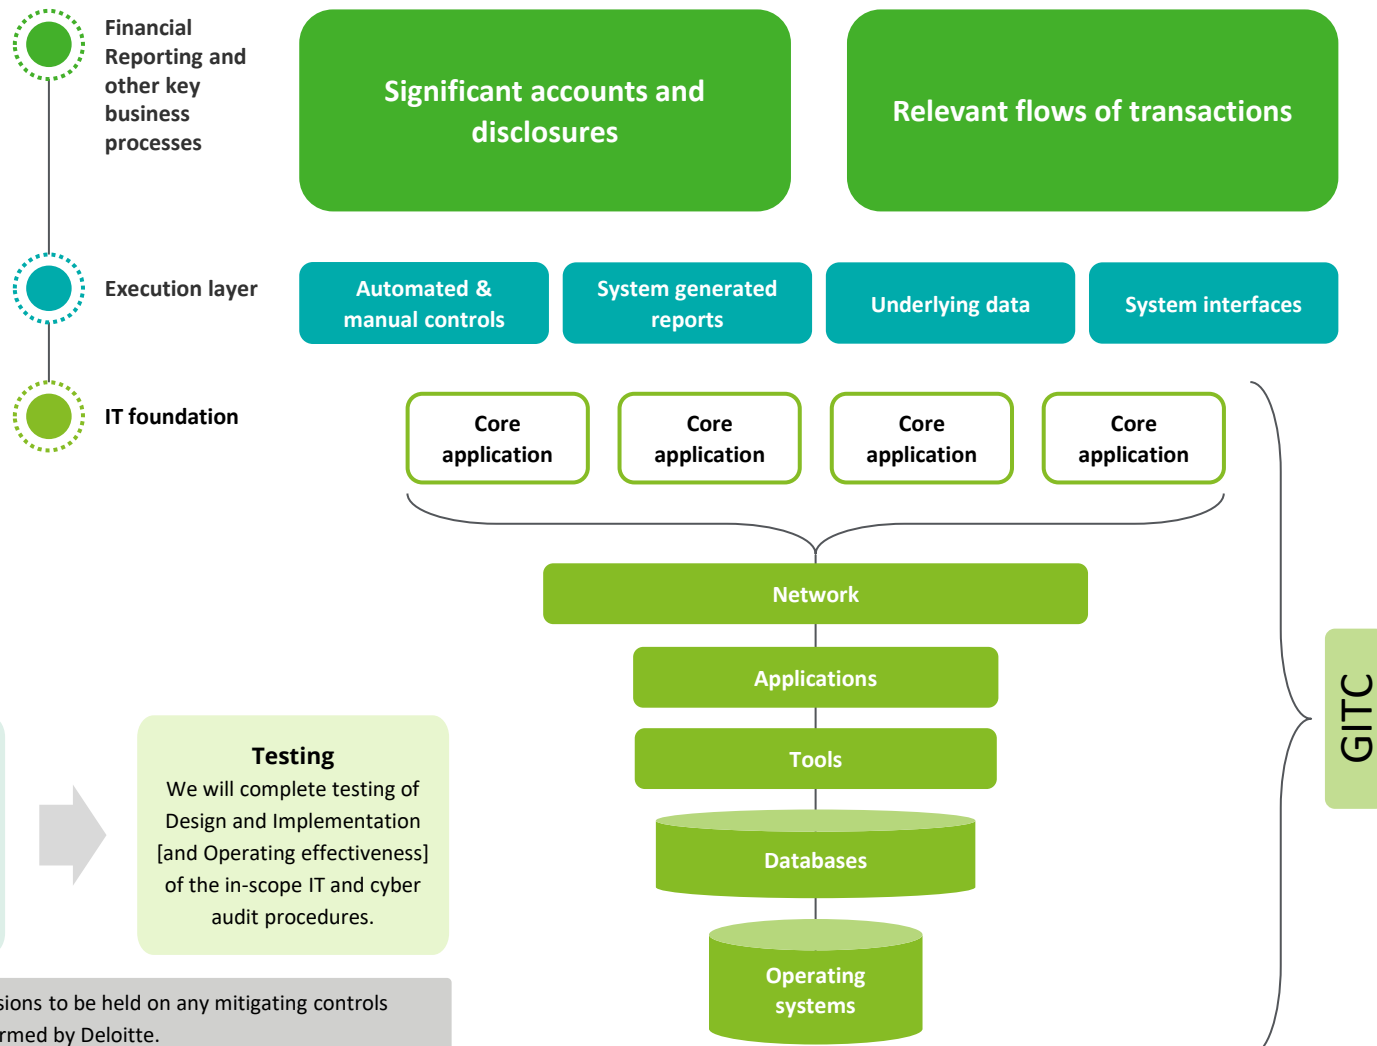 Financial
Reporting and
other key
business
processes
Significant accounts and
disclosures
Relevant flows of transactions
Execution layer
Automated &
manual controls
System generated
reports
Underlying data
System interfaces
IT foundation
Core
application
Core
application
Core
application
Core
application
Network
Applications
Tools
Databases
Operating
systems
GITC
Testing
We will complete testing of
Design and Implementation
[and Operating effectiveness]
of the in-scope IT and cyber
audit procedures.
sions to be held on any mitigating controls
rmed by Deloitte.